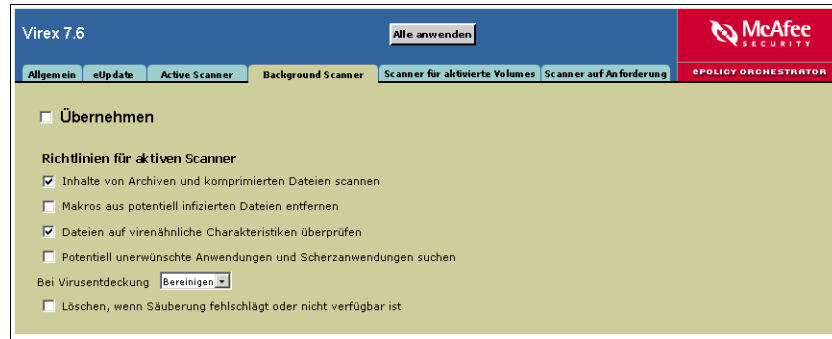 Virex 7.6
Alle anwenden
McAfee
SECURITY
Allgemein eUpdate Active Scanner Background Scanner Scanner für aktivierte Volumes Scanner auf Anforderung
ePOLICY ORCHESTRATOR
Übernehmen
Richtlinien für aktiven Scanner
Inhalte von Archiven und komprimierten Dateien scannen
Makros aus potentiell infizierten Dateien entfernen
Dateien auf virenähnliche Charakteristiken überprüfen
Potentiell unerwünschte Anwendungen und Scherzanwendungen suchen
Bei Virusentdeckung Bereinigen
Löschen, wenn Säuberung fehlschlägt oder nicht verfügbar ist